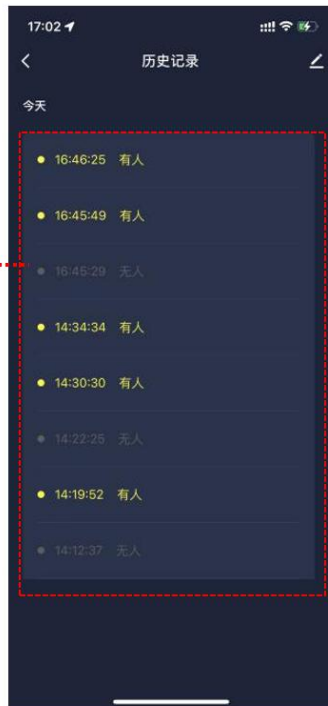 17:02
历史记录
今天
16:46:25 有人
16:45:49 有人
16:45:29 无人
14:34:34 有人
14:30:30 有人
14:22:25 无人
14:19:52 有人
14:12:37 无人